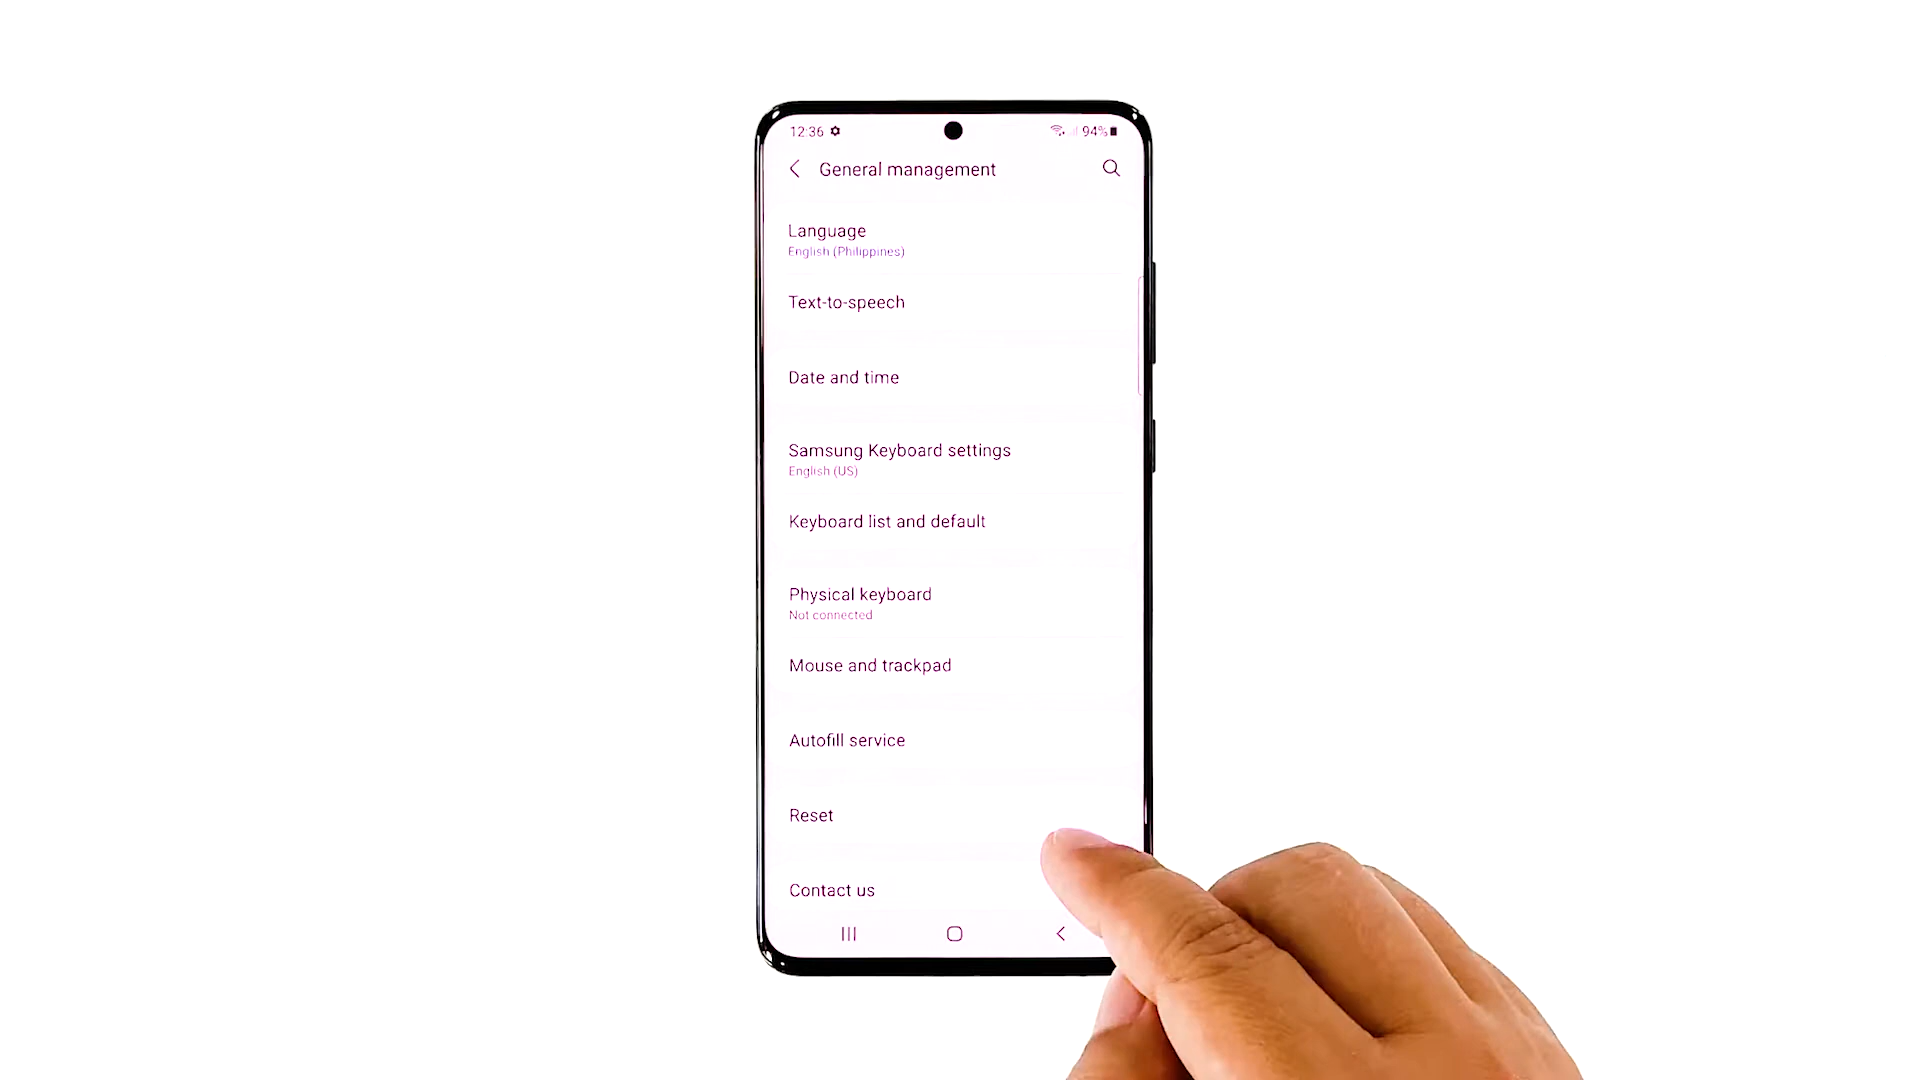 12:36 94%
General management
Language
English (Philippines)
Text-to-speech
Date and time
Samsung Keyboard settings
English (US)
Keyboard list and default
Physical keyboard
Not connected
Mouse and trackpad
Autofill service
Reset
Contact us